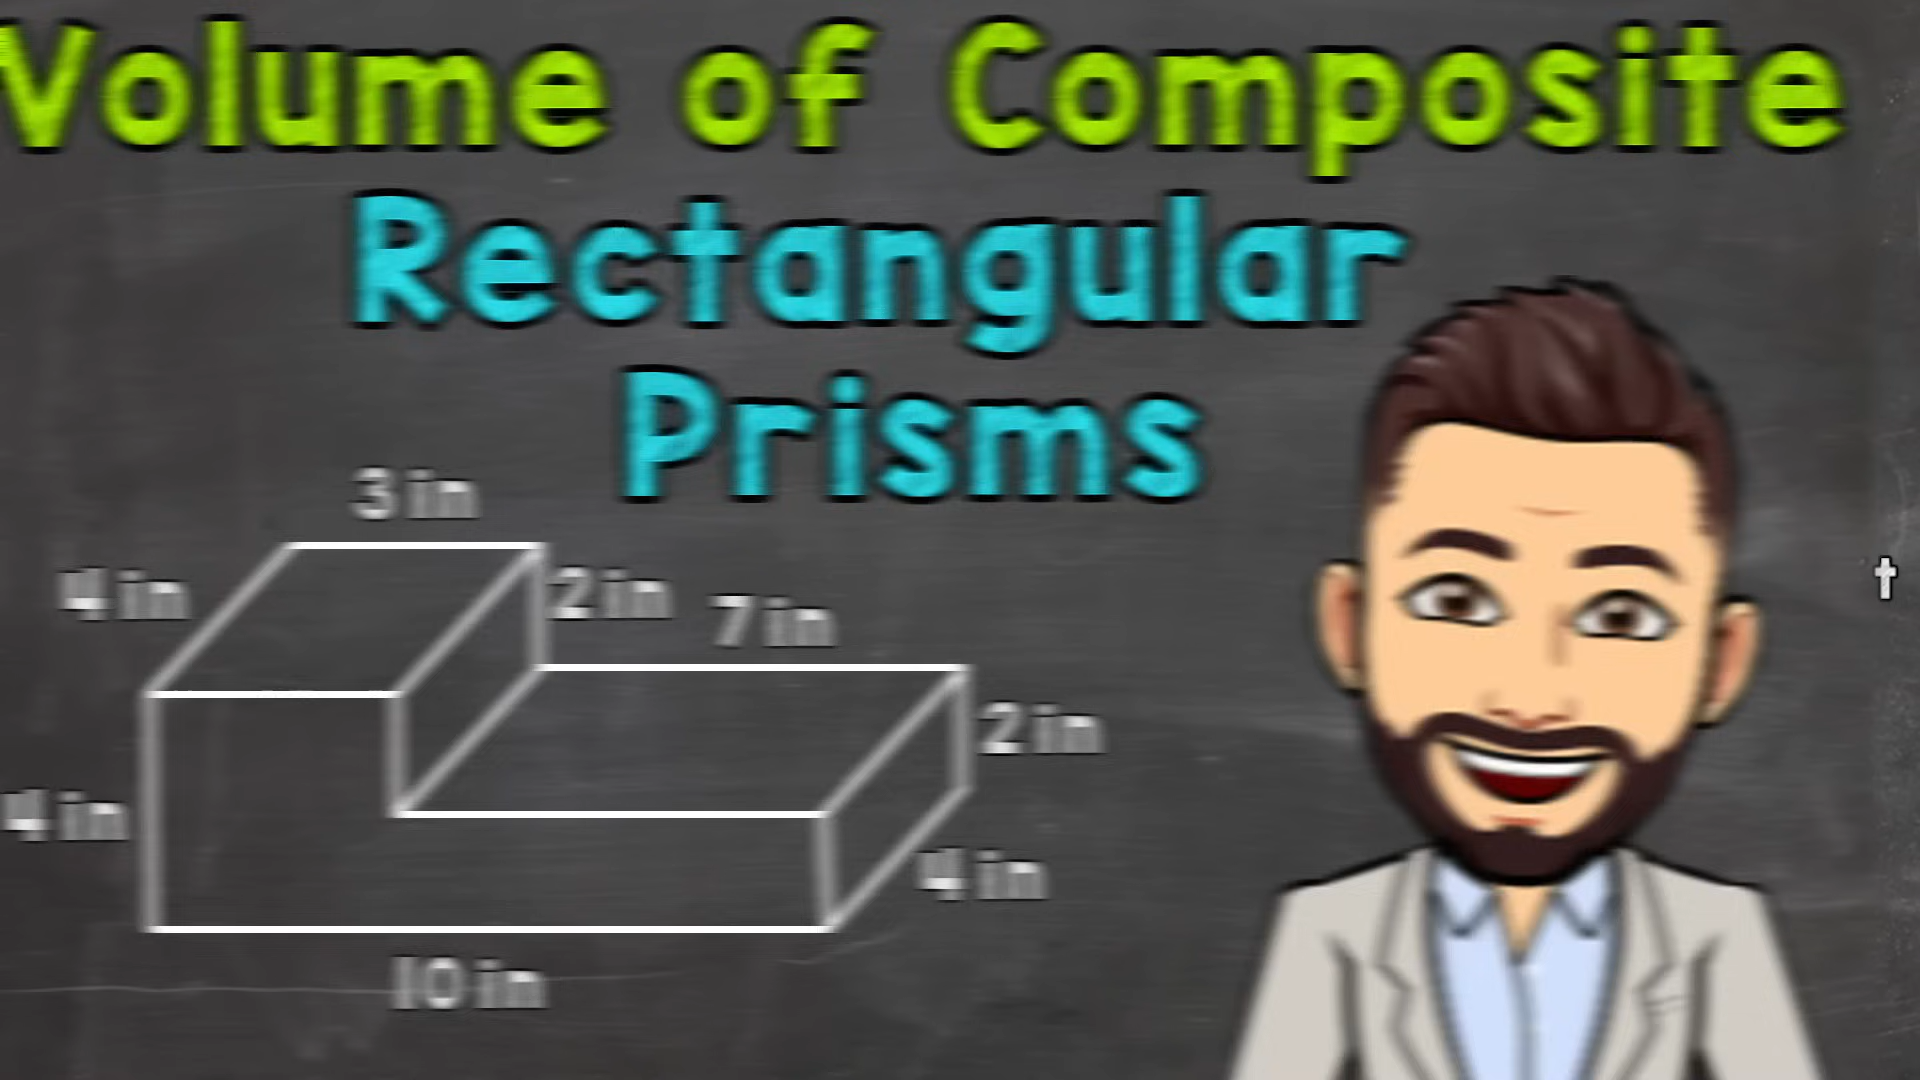 Volume of Composite
Rectangular
Prisms
3 in
4 in
2 in
7 in
2 in
4 in
4 in
10 in
t